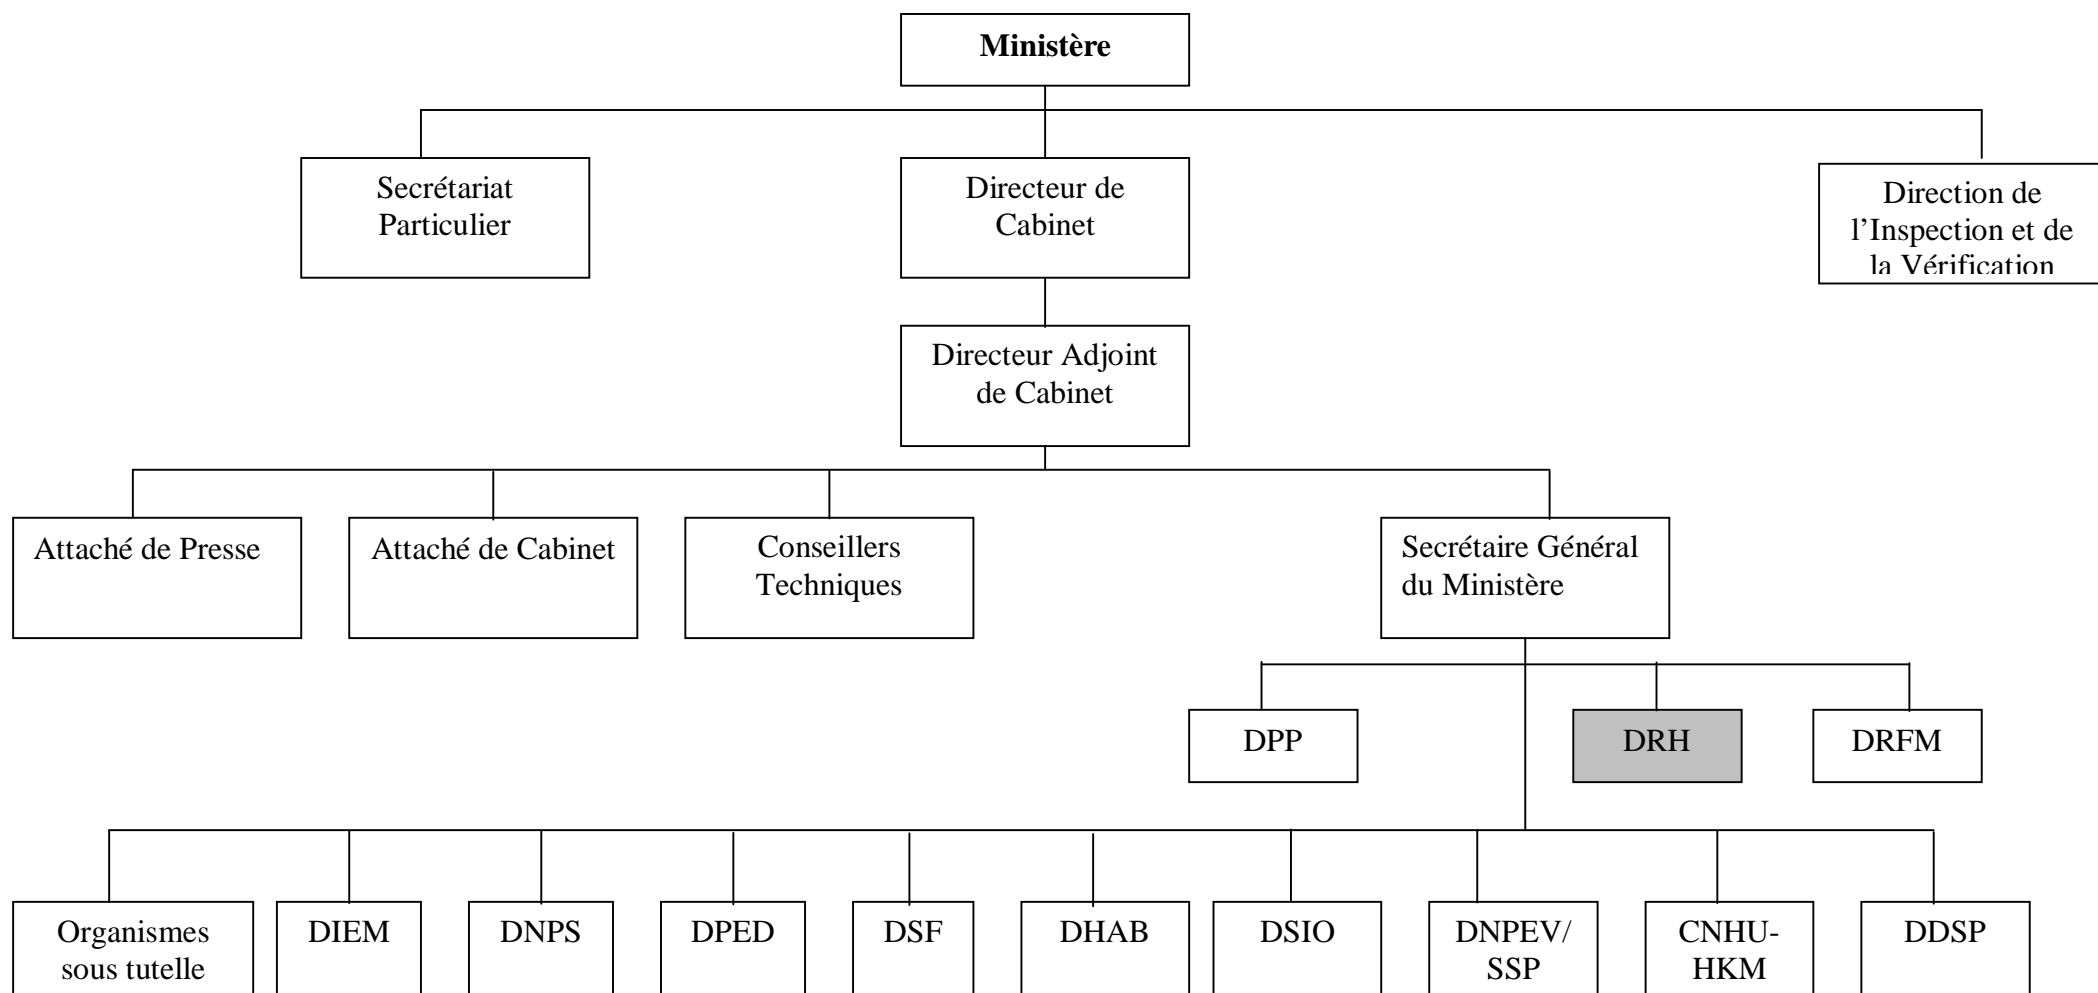 Ministère
Secrétariat
Particulier
Directeur de
Cabinet
Direction de
l’Inspection et de
la Vérification
Directeur Adjoint
de Cabinet
Attaché de Presse
Attaché de Cabinet
Conseillers
Techniques
Secrétaire Général
du Ministère
DPP
DRH
DRFM
Organismes
sous tutelle
DIEM
DNPS
DPED
DSF
DHAB
DSIO
DNPEV/
SSP
CNHU-
HKM
DDSP